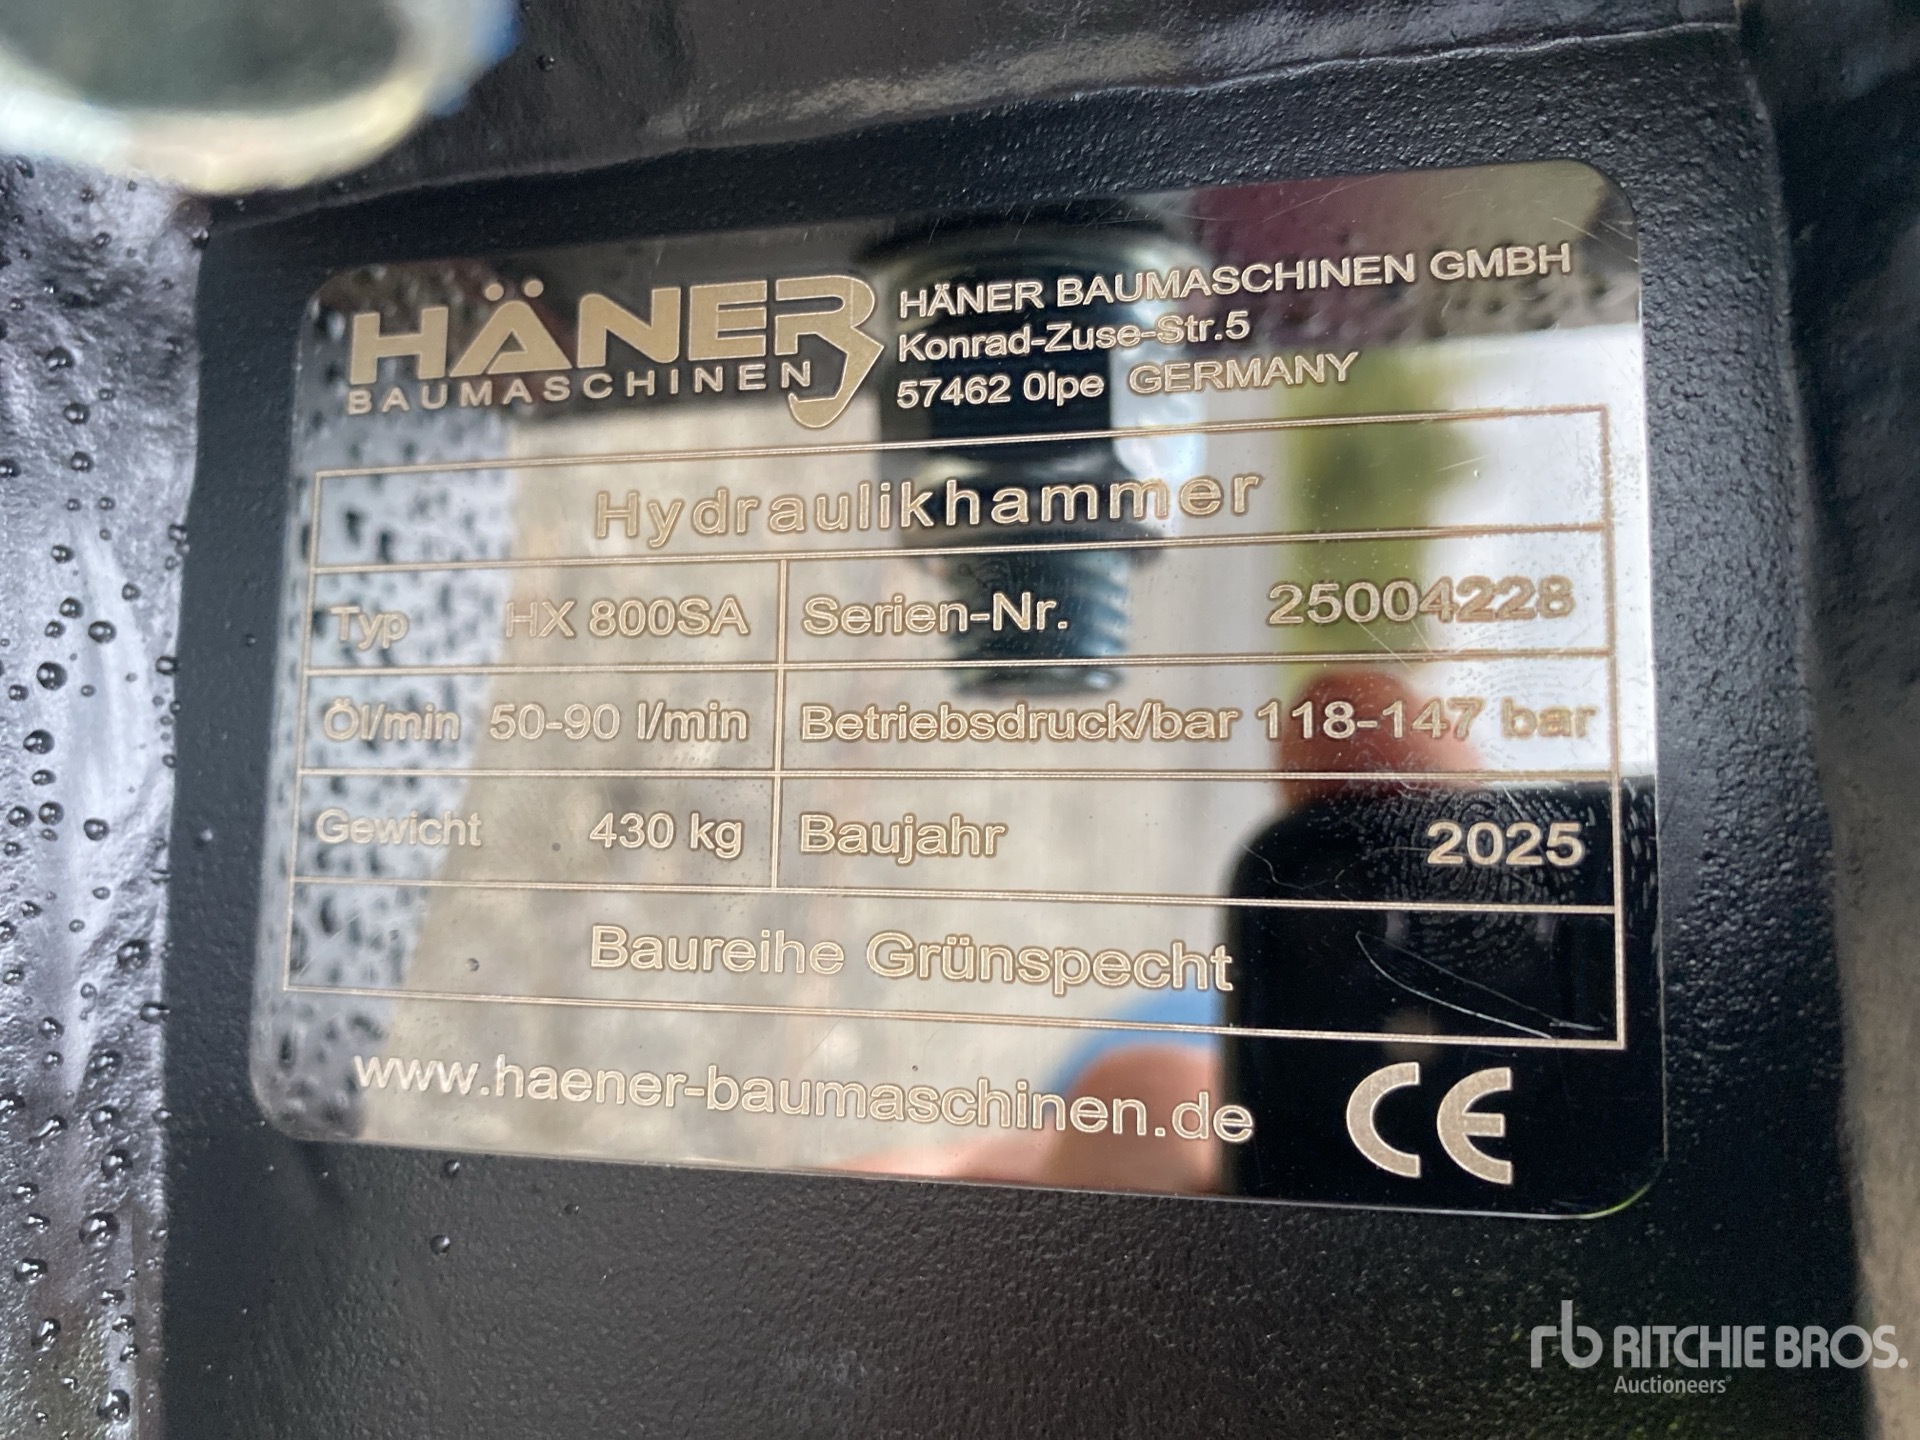 HÄNER
BAUMASCHINEN
HÄNER BAUMASCHINEN GMBH
Konrad-Zuse-Str.5
57462 Olpe GERMANY
Hydraulikhammer
Typ HX 800SA Serien-Nr. 25004228
Öl/min 50-90 l/min Betriebsdruck/bar 118-147 bar
Gewicht 430 kg Baujahr 2025
Baureihe Grünspecht
www.haener-baumaschinen.de CE
rb RITCHIE BROS.
Auctioneers